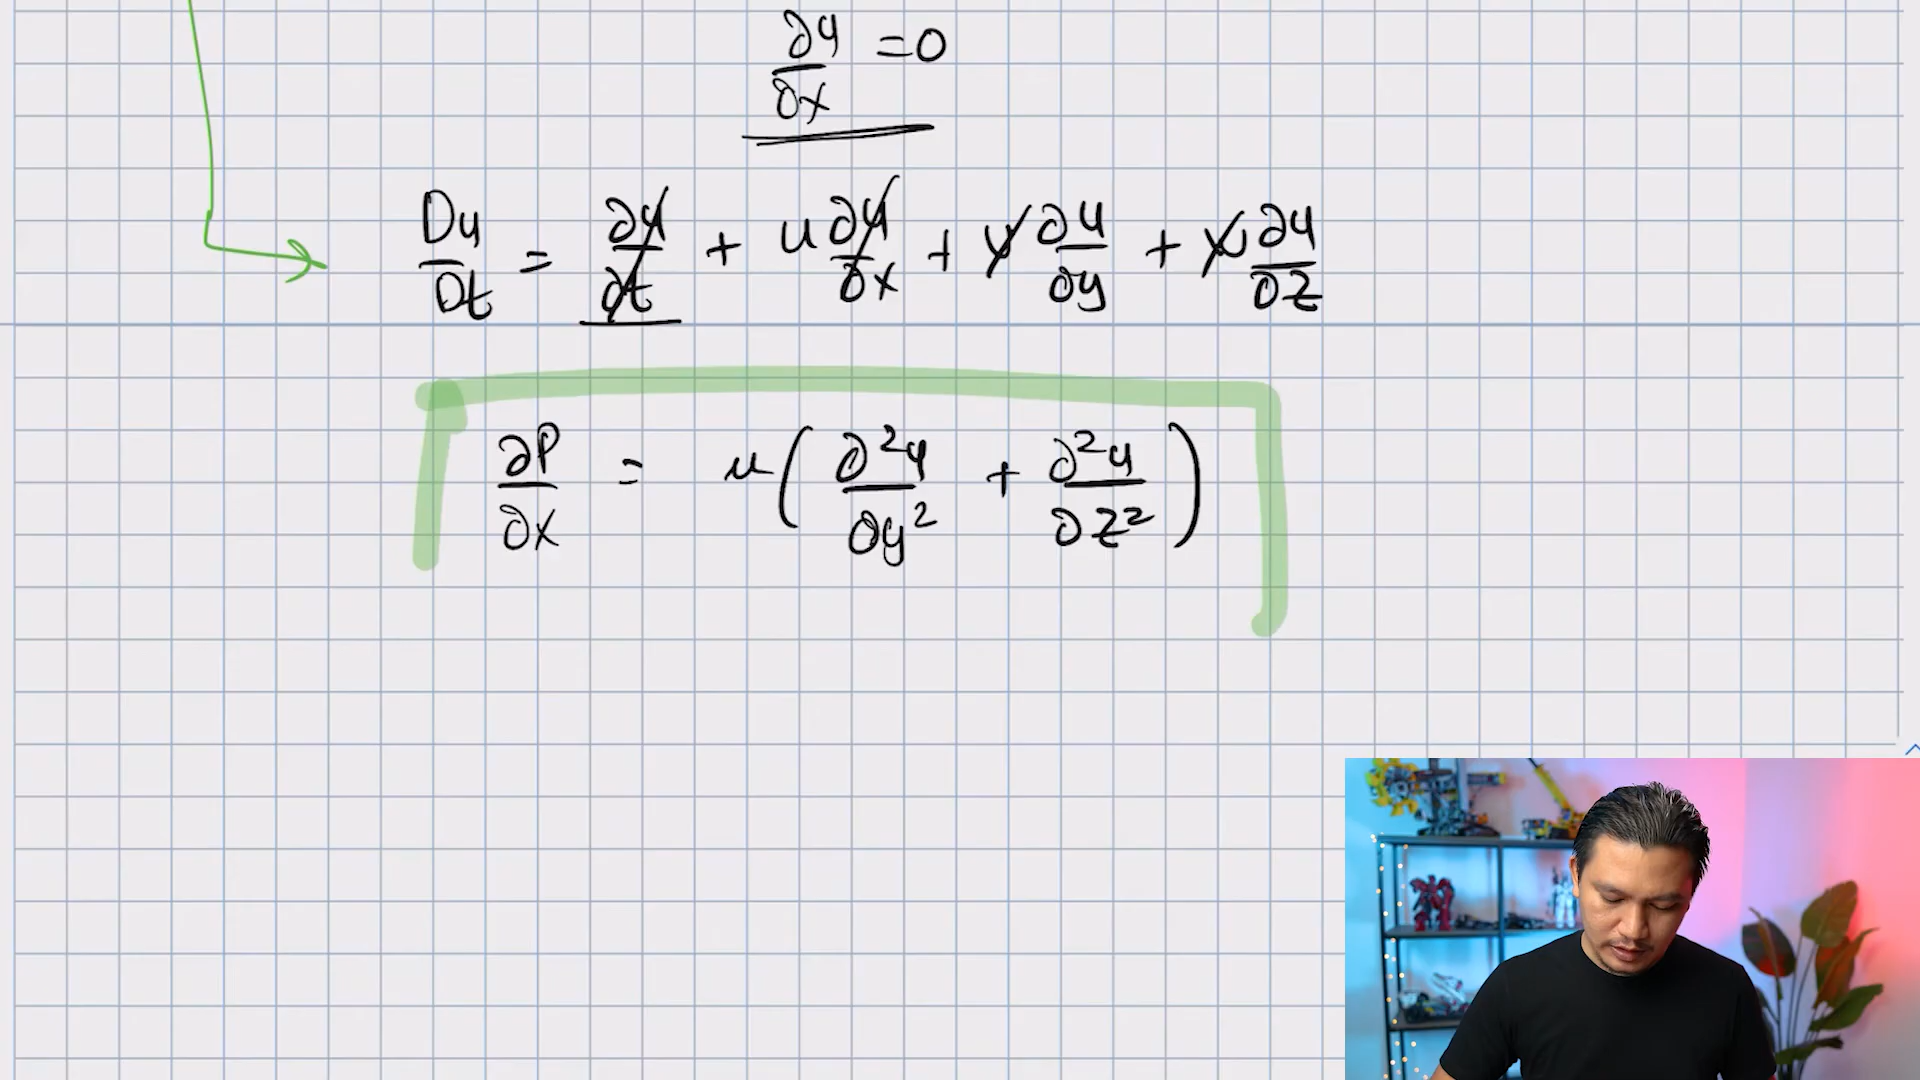 ∂u/∂x = 0
Du/Dt = ∂u/∂t + u ∂u/∂x + v ∂u/∂y + w ∂u/∂z
∂P/∂x = μ ( ∂²u/∂y² + ∂²u/∂z² )